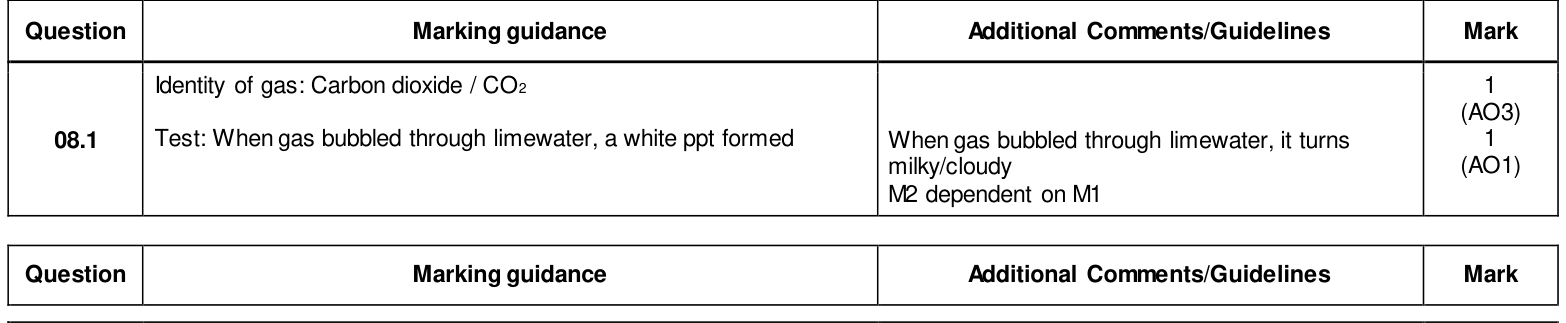 Question Marking guidance Additional Comments/Guidelines Mark
08.1
Identity of gas: Carbon dioxide / CO₂
Test: When gas bubbled through limewater, a white ppt formed
When gas bubbled through limewater, it turns
milky/cloudy
M2 dependent on M1
1
(AO3)
1
(AO1)
Question Marking guidance Additional Comments/Guidelines Mark